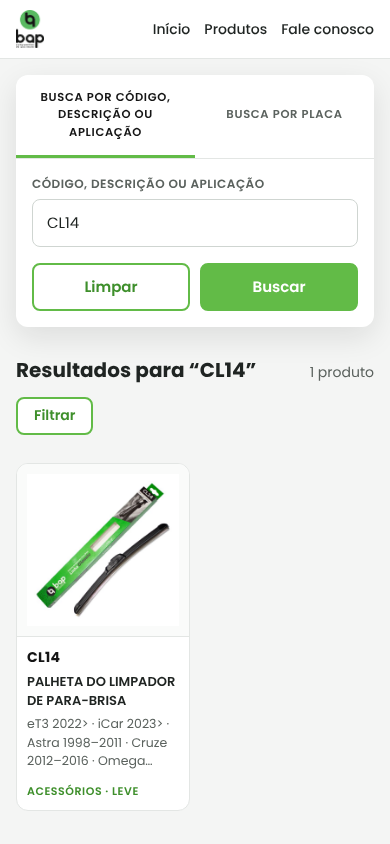 bap
Início Produtos Fale conosco
BUSCA POR CÓDIGO,
DESCRIÇÃO OU
APLICAÇÃO
BUSCA POR PLACA
CÓDIGO, DESCRIÇÃO OU APLICAÇÃO
CL14
Limpar Buscar
Resultados para “CL14” 1 produto
Filtrar
CL14
bap
CL14
PALHETA DO LIMPADOR
DE PARA-BRISA
eT3 2022> · iCar 2023> ·
Astra 1998–2011 · Cruze
2012–2016 · Omega…
ACESSÓRIOS · LEVE